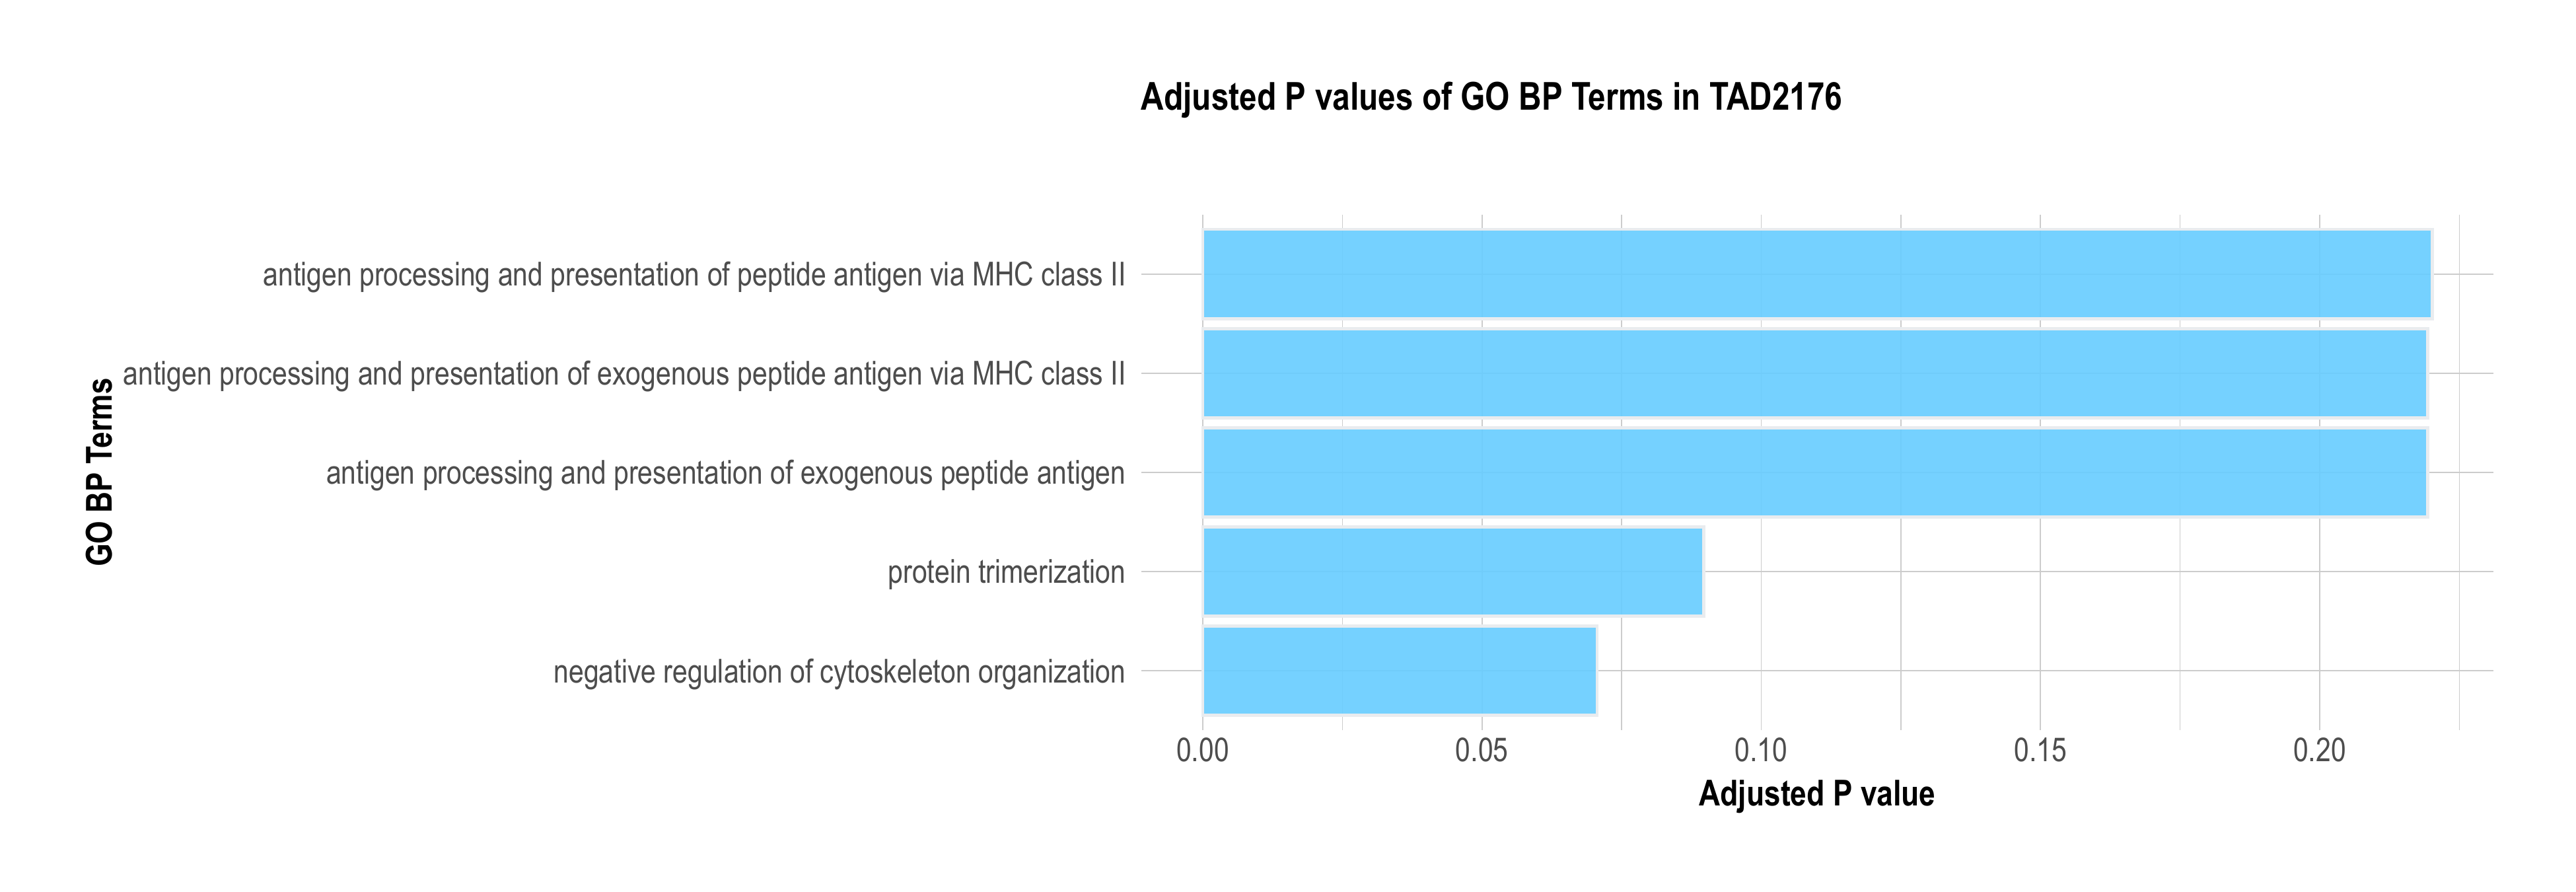 Adjusted P values of GO BP Terms in TAD2176
GO BP Terms
antigen processing and presentation of peptide antigen via MHC class II
antigen processing and presentation of exogenous peptide antigen via MHC class II
antigen processing and presentation of exogenous peptide antigen
protein trimerization
negative regulation of cytoskeleton organization
0.00 0.05 0.10 0.15 0.20
Adjusted P value